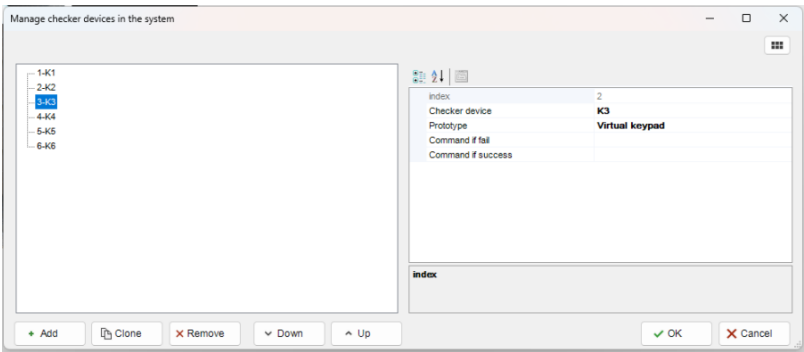 Manage checker devices in the system
1-K1
2-K2
3-K3
4-K4
5-K5
6-K6
index 2
Checker device K3
Prototype Virtual keypad
Command if fail
Command if success
index
Add Clone Remove Down Up OK Cancel